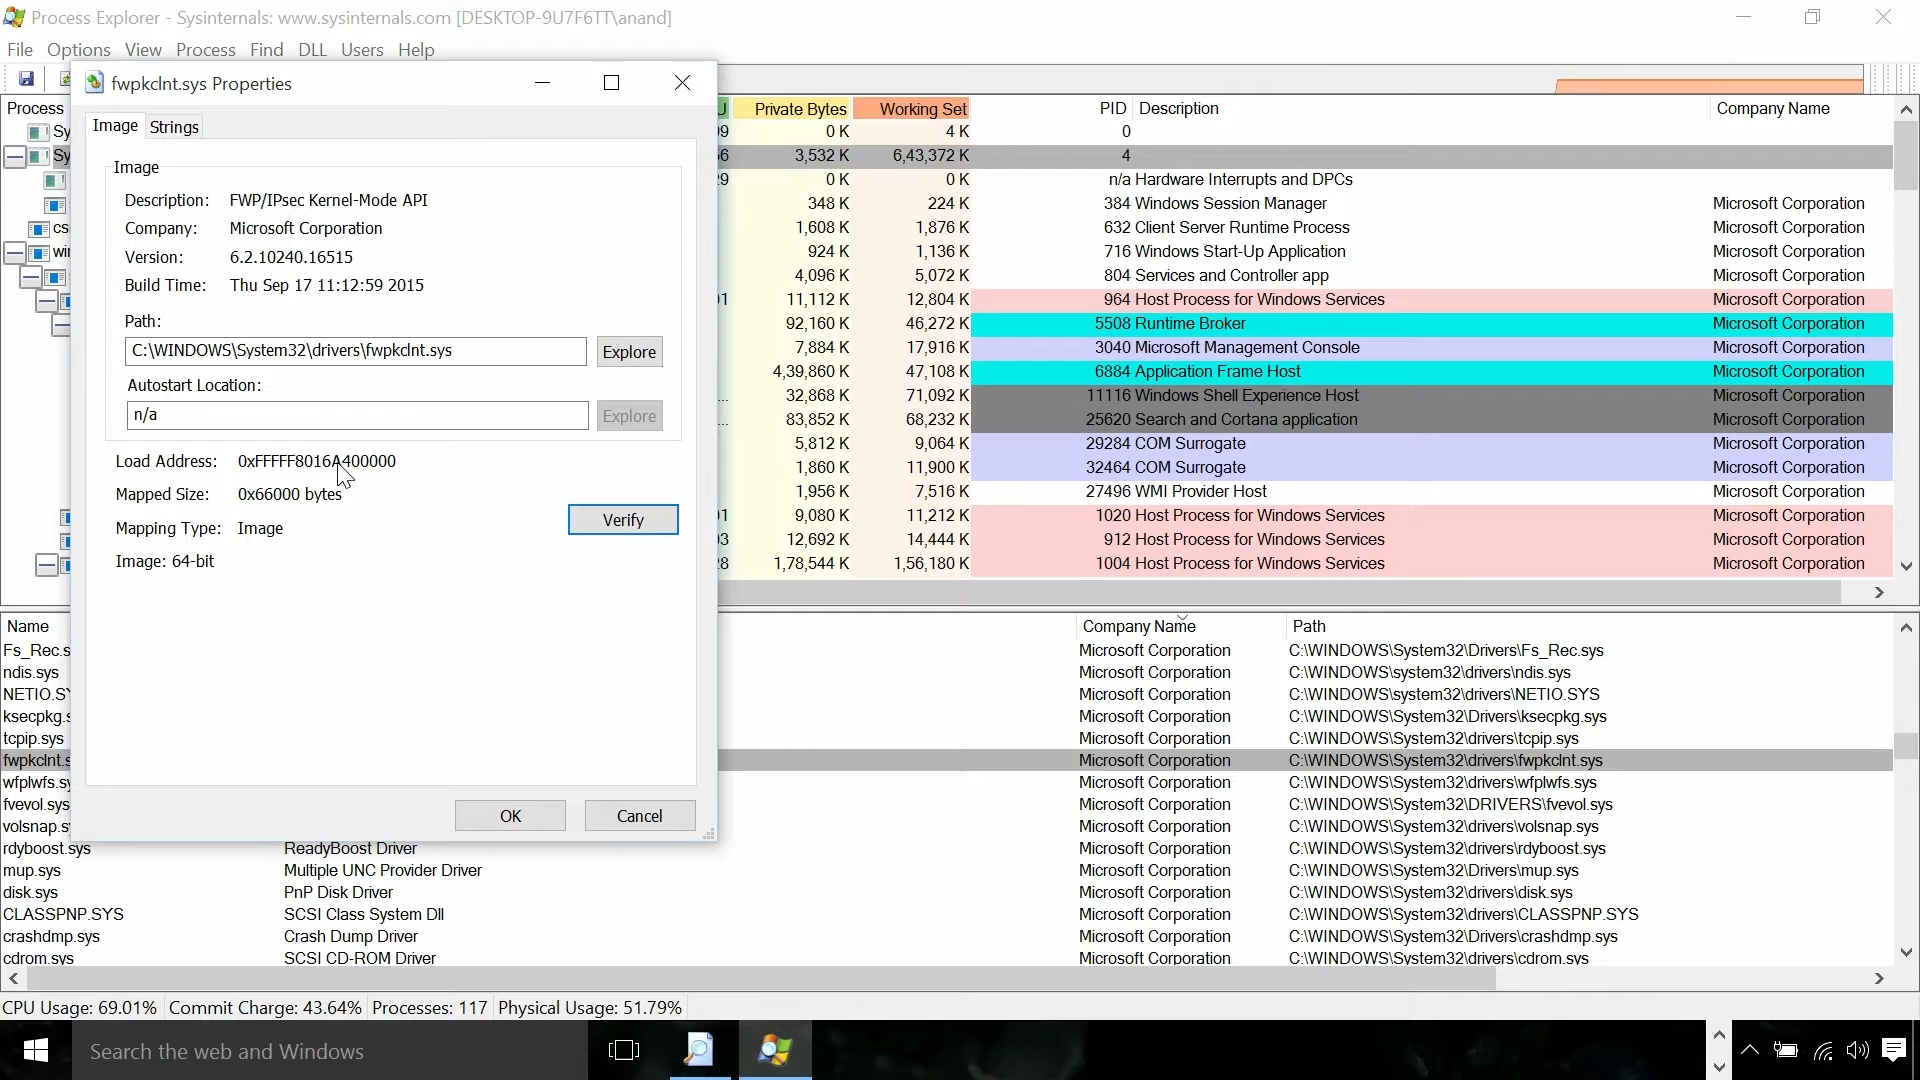 Process Explorer - Sysinternals: www.sysinternals.com [DESKTOP-9U7F6TT\anand]
File Options View Process Find DLL Users Help
fwpkclnt.sys Properties
Image Strings
Image
Description: FWP/IPsec Kernel-Mode API
Company: Microsoft Corporation
Version: 6.2.10240.16515
Build Time: Thu Sep 17 11:12:59 2015
Path:
C:\WINDOWS\System32\drivers\fwpkclnt.sys Explore
Autostart Location:
n/a Explore
Load Address: 0xFFFFF8016A400000
Mapped Size: 0x66000 bytes
Mapping Type: Image
Verify
Image: 64-bit
OK Cancel
Process U Private Bytes Working Set PID Description Company Name
Sy 99 0 K 4 K 0
Sy 66 3,532 K 6,43,372 K 4
29 0 K 0 K n/a Hardware Interrupts and DPCs
348 K 224 K 384 Windows Session Manager Microsoft Corporation
cs 1,608 K 1,876 K 632 Client Server Runtime Process Microsoft Corporation
wi 924 K 1,136 K 716 Windows Start-Up Application Microsoft Corporation
4,096 K 5,072 K 804 Services and Controller app Microsoft Corporation
01 11,112 K 12,804 K 964 Host Process for Windows Services Microsoft Corporation
92,160 K 46,272 K 5508 Runtime Broker Microsoft Corporation
7,884 K 17,916 K 3040 Microsoft Management Console Microsoft Corporation
4,39,860 K 47,108 K 6884 Application Frame Host Microsoft Corporation
... 32,868 K 71,092 K 11116 Windows Shell Experience Host Microsoft Corporation
... 83,852 K 68,232 K 25620 Search and Cortana application Microsoft Corporation
5,812 K 9,064 K 29284 COM Surrogate Microsoft Corporation
1,860 K 11,900 K 32464 COM Surrogate Microsoft Corporation
1,956 K 7,516 K 27496 WMI Provider Host Microsoft Corporation
01 9,080 K 11,212 K 1020 Host Process for Windows Services Microsoft Corporation
03 12,692 K 14,444 K 912 Host Process for Windows Services Microsoft Corporation
28 1,78,544 K 1,56,180 K 1004 Host Process for Windows Services Microsoft Corporation
Name Company Name Path
Fs_Rec.s Microsoft Corporation C:\WINDOWS\System32\Drivers\Fs_Rec.sys
ndis.sys Microsoft Corporation C:\WINDOWS\system32\drivers\ndis.sys
NETIO.SY Microsoft Corporation C:\WINDOWS\system32\drivers\NETIO.SYS
ksecpkg.s Microsoft Corporation C:\WINDOWS\System32\Drivers\ksecpkg.sys
tcpip.sys Microsoft Corporation C:\WINDOWS\System32\drivers\tcpip.sys
fwpkclnt.s Microsoft Corporation C:\WINDOWS\System32\drivers\fwpkclnt.sys
wfplwfs.sy Microsoft Corporation C:\WINDOWS\System32\drivers\wfplwfs.sys
fvevol.sys Microsoft Corporation C:\WINDOWS\System32\DRIVERS\fvevol.sys
volsnap.sy Microsoft Corporation C:\WINDOWS\System32\drivers\volsnap.sys
rdyboost.sys ReadyBoost Driver Microsoft Corporation C:\WINDOWS\System32\drivers\rdyboost.sys
mup.sys Multiple UNC Provider Driver Microsoft Corporation C:\WINDOWS\System32\Drivers\mup.sys
disk.sys PnP Disk Driver Microsoft Corporation C:\WINDOWS\System32\drivers\disk.sys
CLASSPNP.SYS SCSI Class System Dll Microsoft Corporation C:\WINDOWS\System32\drivers\CLASSPNP.SYS
crashdmp.sys Crash Dump Driver Microsoft Corporation C:\WINDOWS\System32\Drivers\crashdmp.sys
cdrom.sys SCSI CD-ROM Driver Microsoft Corporation C:\WINDOWS\System32\drivers\cdrom.sys
CPU Usage: 69.01% Commit Charge: 43.64% Processes: 117 Physical Usage: 51.79%
Search the web and Windows